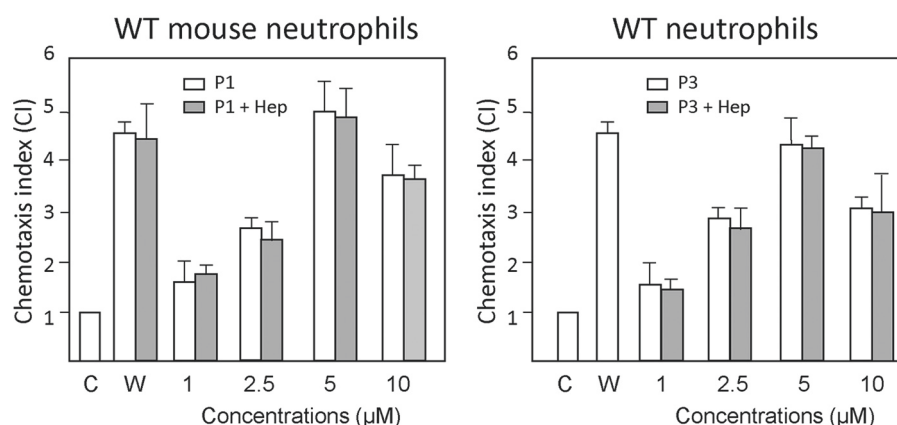 WT mouse neutrophils
Chemotaxis index (CI)
6
5
4
3
2
1
P1
P1 + Hep
C W 1 2.5 5 10
Concentrations (µM)
WT neutrophils
Chemotaxis index (CI)
6
5
4
3
2
1
P3
P3 + Hep
C W 1 2.5 5 10
Concentrations (µM)